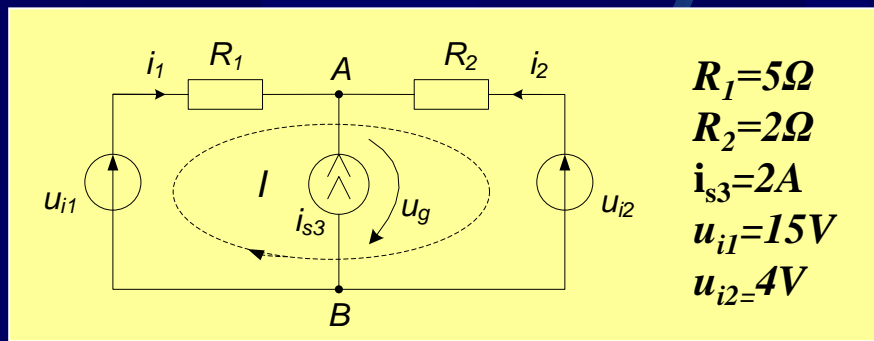 i1 R1 A R2 i2
ui1 I is3 ug ui2
B
R1=5Ω
R2=2Ω
is3=2A
ui1=15V
ui2=4V